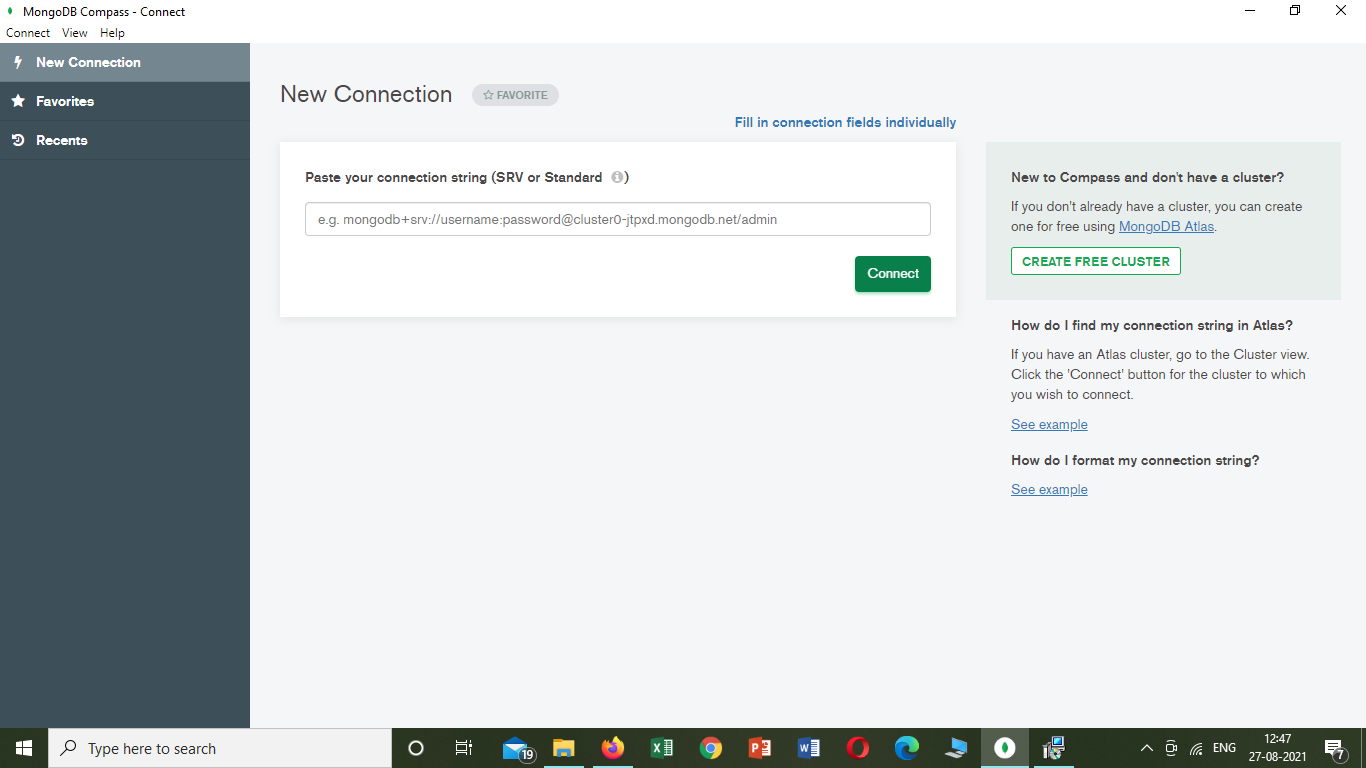 MongoDB Compass - Connect
Connect View Help
New Connection
Favorites
Recents
New Connection
FAVORITE
Fill in connection fields individually
Paste your connection string (SRV or Standard )
e.g. mongodb+srv://username:password@cluster0-jtpxd.mongodb.net/admin
Connect
New to Compass and don't have a cluster?
If you don't already have a cluster, you can create
one for free using MongoDB Atlas.
CREATE FREE CLUSTER
How do I find my connection string in Atlas?
If you have an Atlas cluster, go to the Cluster view.
Click the 'Connect' button for the cluster to which
you wish to connect.
See example
How do I format my connection string?
See example
Type here to search
19
ENG
12:47
27-08-2021
7